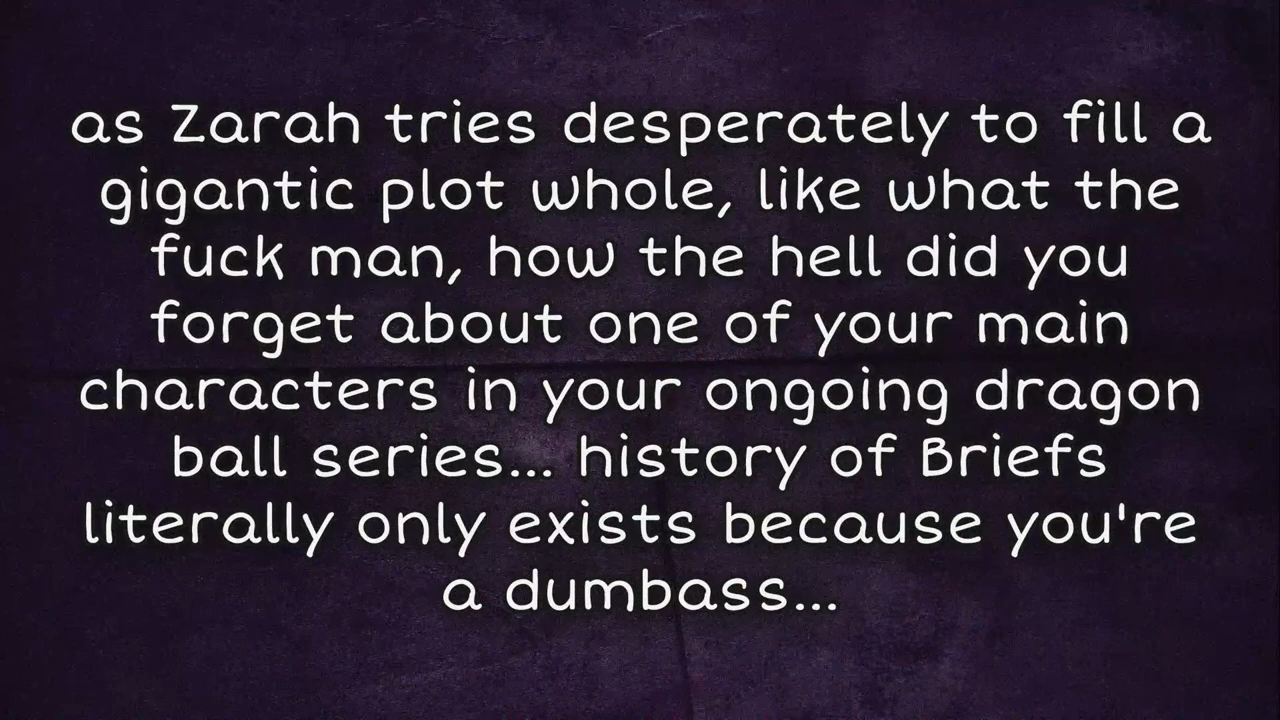 as Zarah tries desperately to fill a
gigantic plot whole, like what the
fuck man, how the hell did you
forget about one of your main
characters in your ongoing dragon
ball series... history of Briefs
literally only exists because you're
a dumbass...